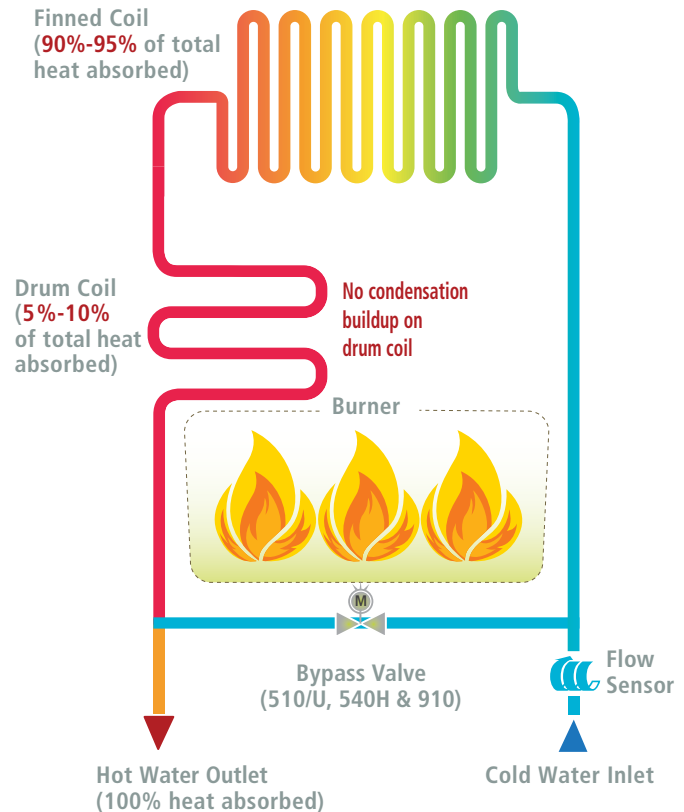 Finned Coil
(90%-95% of total
heat absorbed)
Drum Coil
(5%-10%
of total heat
absorbed)
No condensation
buildup on
drum coil
Burner
M
Bypass Valve
(510/U, 540H & 910)
Flow
Sensor
Hot Water Outlet
(100% heat absorbed)
Cold Water Inlet